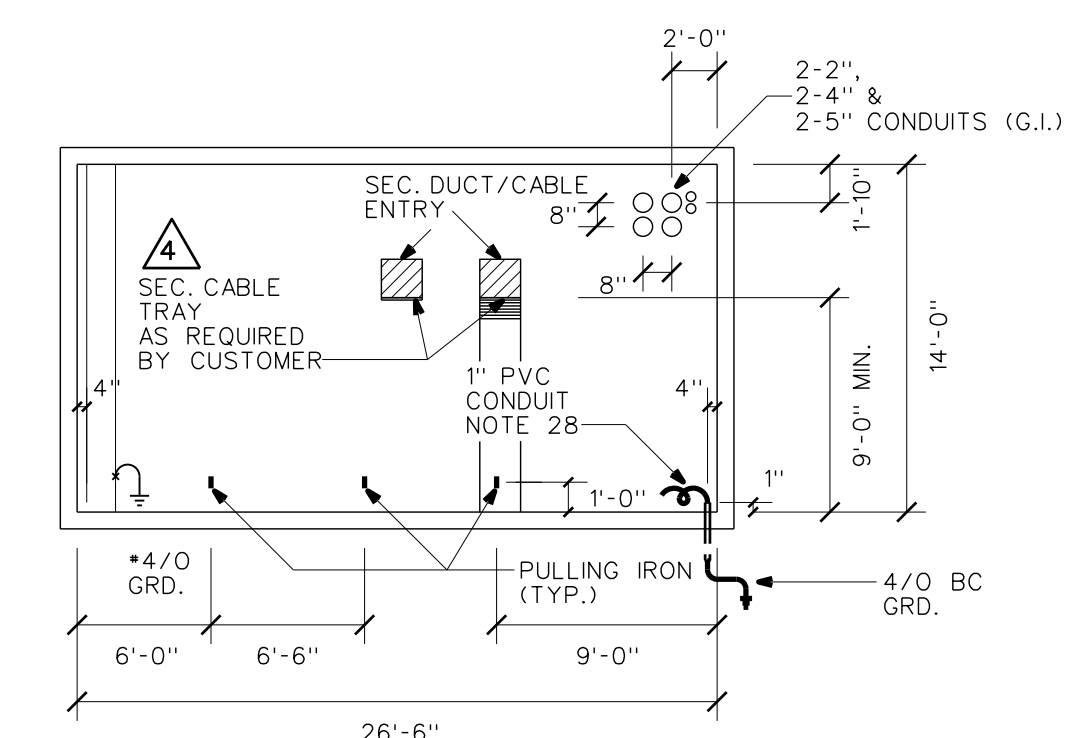 2'-0"
2-2",
2-4" &
2-5" CONDUITS (G.I.)
SEC. DUCT/CABLE
ENTRY
8"
8"
1'-10"
4
SEC. CABLE
TRAY
AS REQUIRED
BY CUSTOMER
14'-0"
9'-0" MIN.
4"
1" PVC
CONDUIT
NOTE 28
4"
1"
1'-0"
#4/0
GRD.
PULLING IRON
(TYP.)
4/0 BC
GRD.
6'-0"
6'-6"
9'-0"
26'-6"